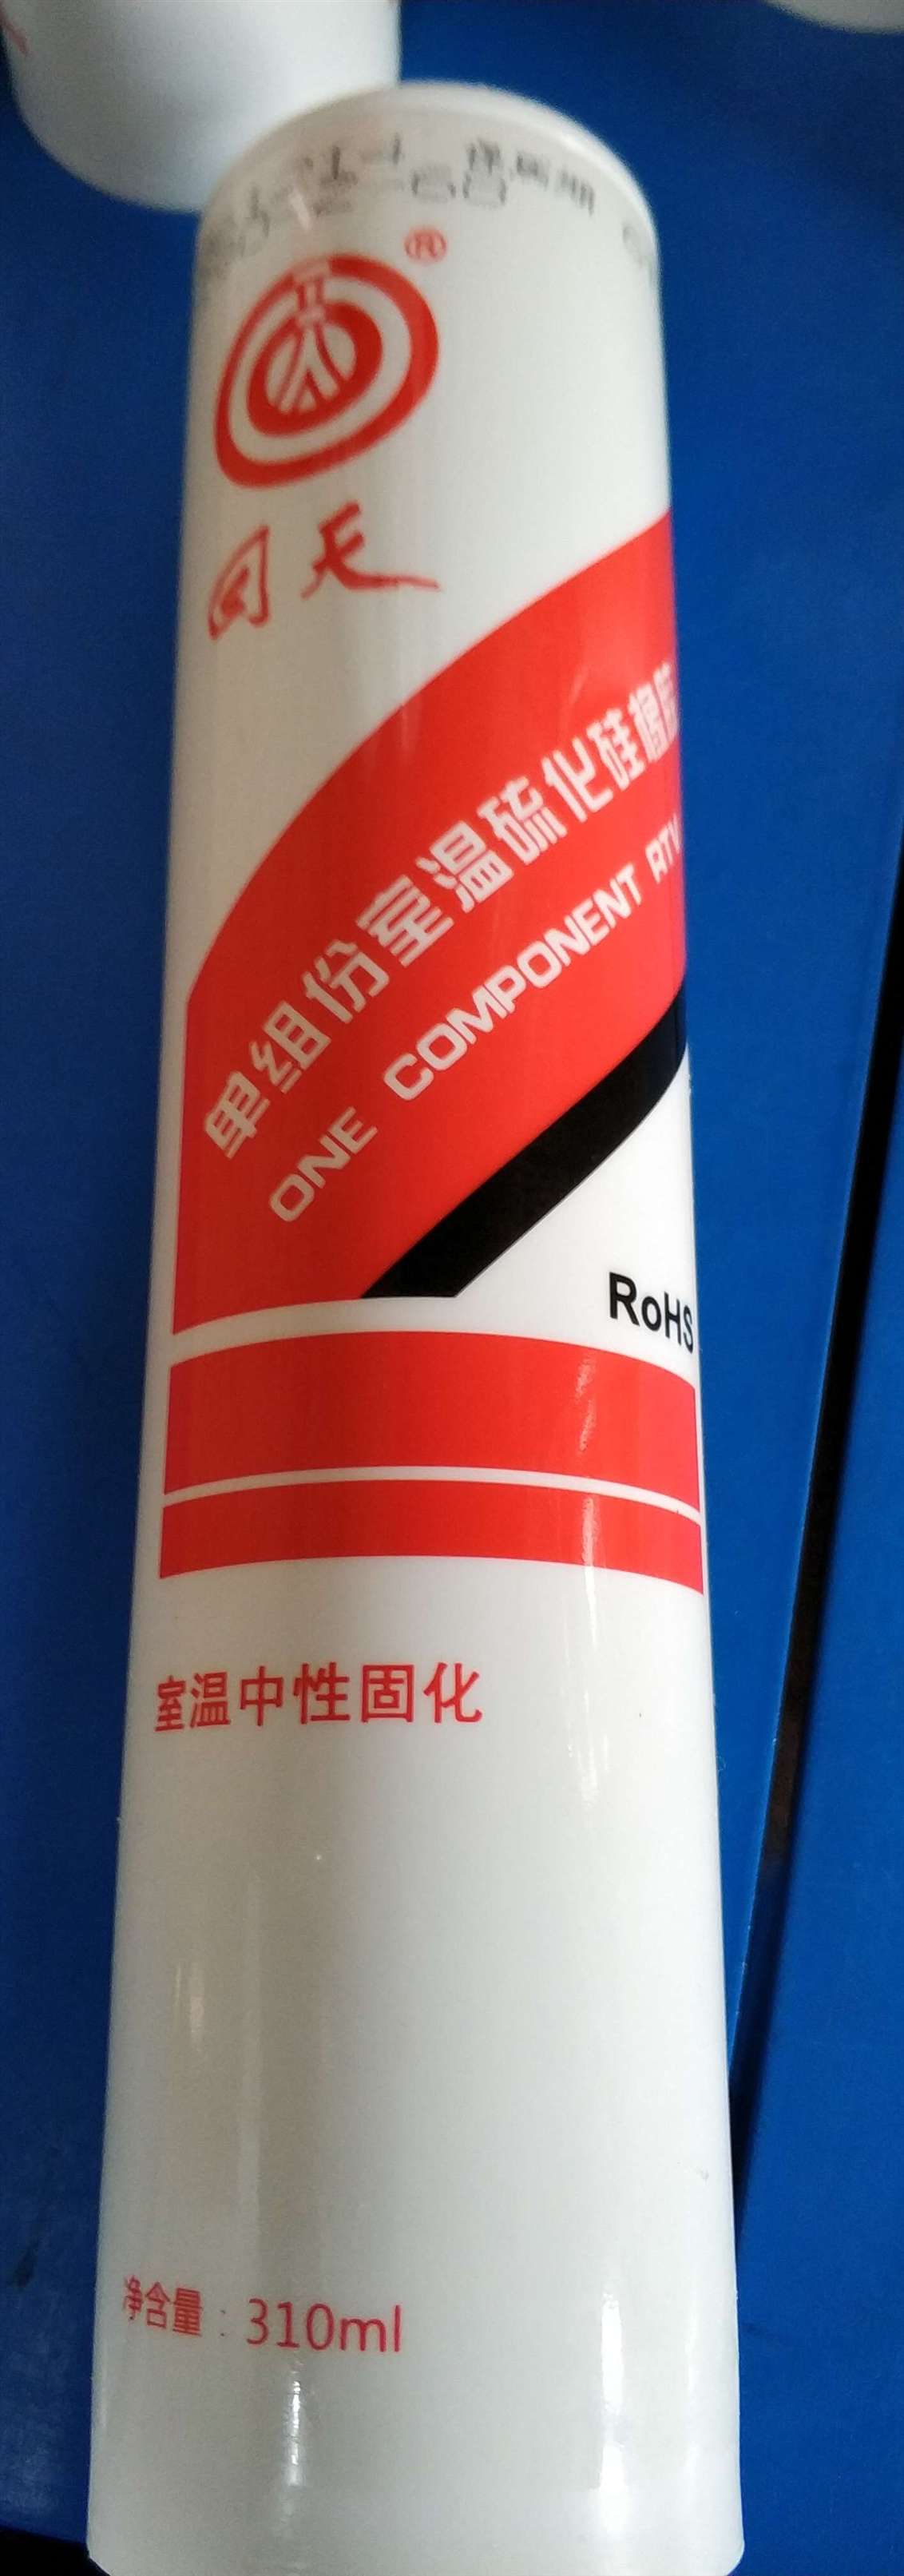 ®
回天
单组份室温硫化硅橡胶
ONE COMPONENT RTV
RoHS
室温中性固化
净含量：310ml